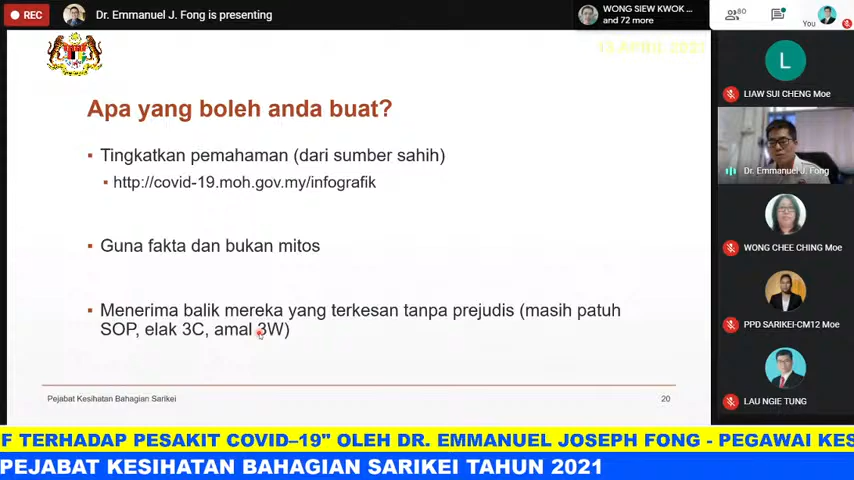 REC
Dr. Emmanuel J. Fong is presenting
WONG SIEW KWOK ...
and 72 more
80
You
13 APRIL 2021
Apa yang boleh anda buat?
Tingkatkan pemahaman (dari sumber sahih)
http://covid-19.moh.gov.my/infografik
Guna fakta dan bukan mitos
Menerima balik mereka yang terkesan tanpa prejudis (masih patuh
SOP, elak 3C, amal 3W)
Pejabat Kesihatan Bahagian Sarikei
20
L
LIAW SUI CHENG Moe
Dr. Emmanuel J. Fong
WONG CHEE CHING Moe
PPD SARIKEI-CM12 Moe
LAU NGIE TUNG
F TERHADAP PESAKIT COVID–19" OLEH DR. EMMANUEL JOSEPH FONG - PEGAWAI KES
PEJABAT KESIHATAN BAHAGIAN SARIKEI TAHUN 2021